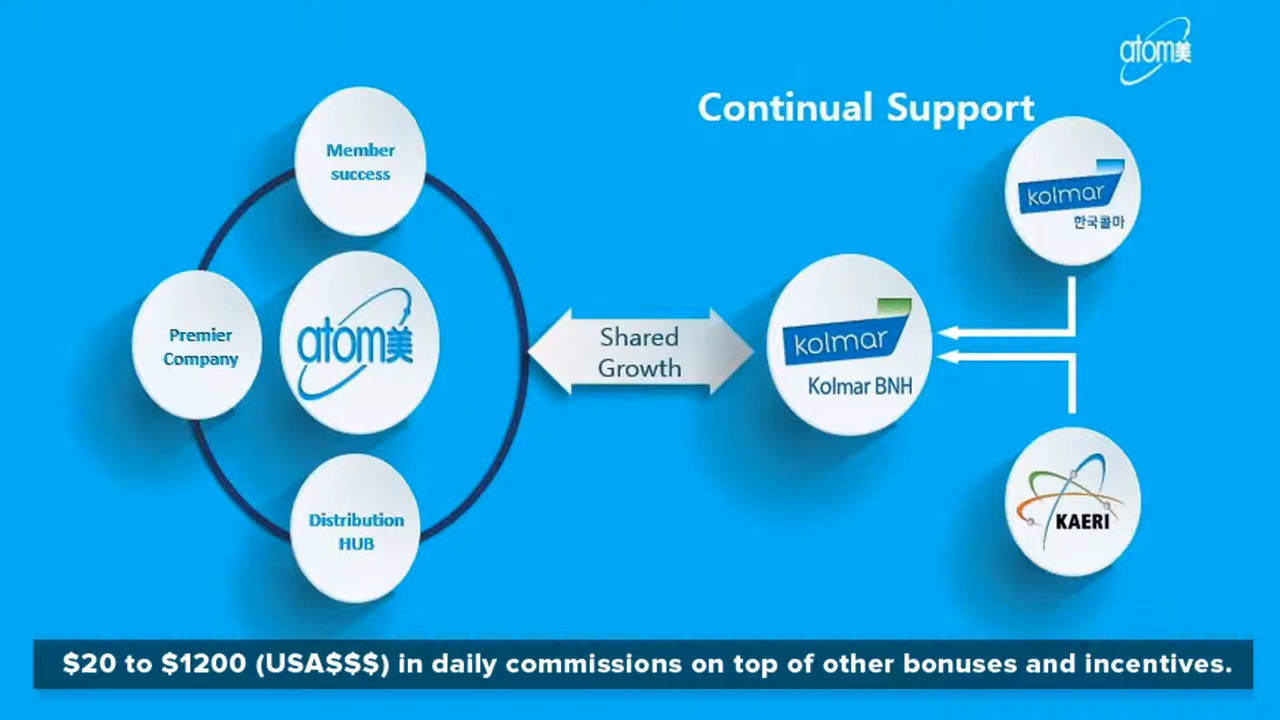 atom美
Continual Support
Member
success
kolmar
한국콜마
Premier
Company
atom美
Shared
Growth
kolmar
Kolmar BNH
Distribution
HUB
KAERI
$20 to $1200 (USA$$$) in daily commissions on top of other bonuses and incentives.